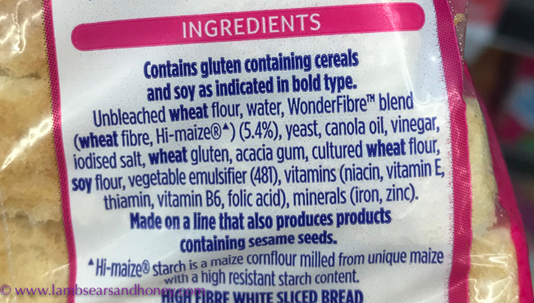 INGREDIENTS
Contains gluten containing cereals
and soy as indicated in bold type.
Unbleached wheat flour, water, WonderFibre™ blend
(wheat fibre, Hi-maize®▲) (5.4%), yeast, canola oil, vinegar,
iodised salt, wheat gluten, acacia gum, cultured wheat flour,
soy flour, vegetable emulsifier (481), vitamins (niacin, vitamin E,
thiamin, vitamin B6, folic acid), minerals (iron, zinc).
Made on a line that also produces products
containing sesame seeds.
▲Hi-maize® starch is a maize cornflour milled from unique maize
with a high resistant starch content.
HIGH FIBRE WHITE SLICED BREAD
© www.lambsearsandhoney.com